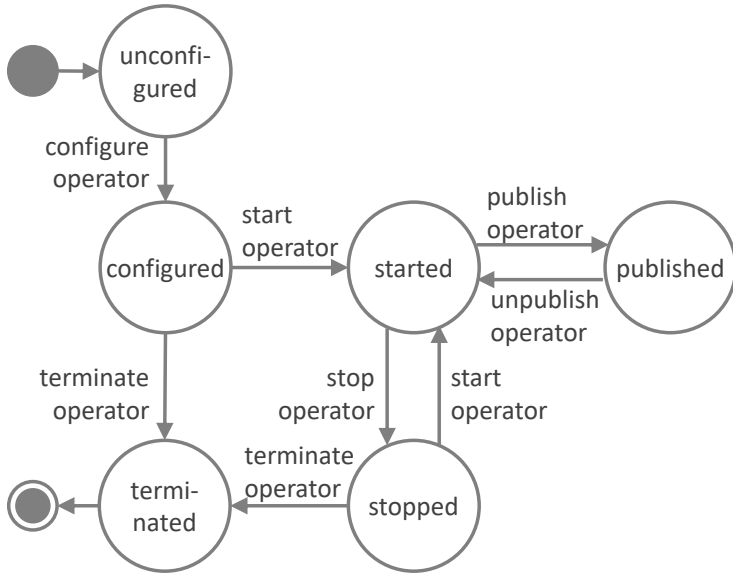 unconfi-
gured
configure
operator
configured
start
operator
started
publish
operator
published
unpublish
operator
terminate
operator
stop
operator
start
operator
termi-
nated
terminate
operator
stopped